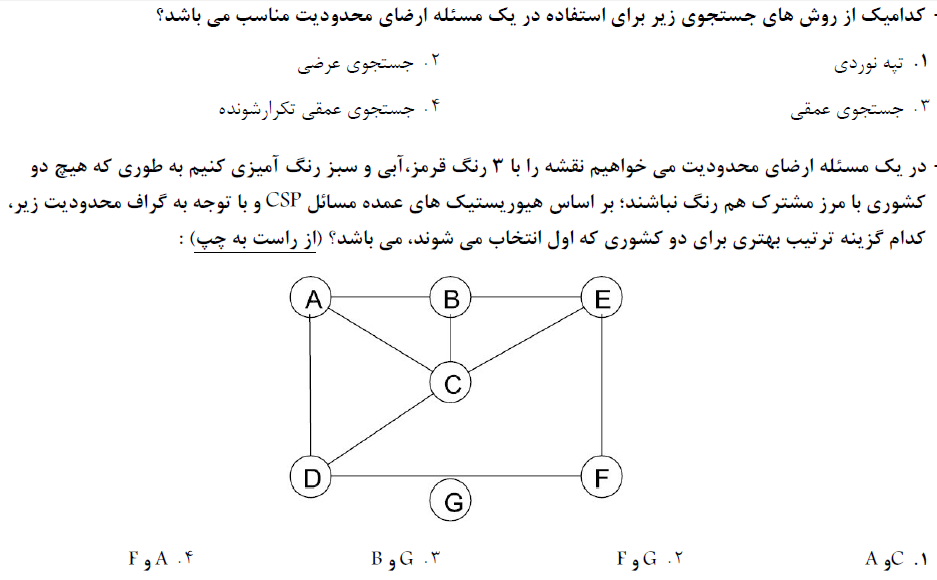 - کدامیک از روش های جستجوی زیر برای استفاده در یک مسئله ارضای محدودیت مناسب می باشد؟
۱. تپه نوردی ۲. جستجوی عرضی
۳. جستجوی عمقی ۴. جستجوی عمقی تکرارشونده
- در یک مسئله ارضای محدودیت می خواهیم نقشه را با ۳ رنگ قرمز،آبی و سبز رنگ آمیزی کنیم به طوری که هیچ دو
کشوری با مرز مشترک هم رنگ نباشند؛ بر اساس هیوریستیک های عمده مسائل CSP و با توجه به گراف محدودیت زیر،
کدام گزینه ترتیب بهتری برای دو کشوری که اول انتخاب می شوند، می باشد؟ (از راست به چپ) :
A B E
C
D F
G
۱. C و A ۲. G و F ۳. G و B ۴. A و F